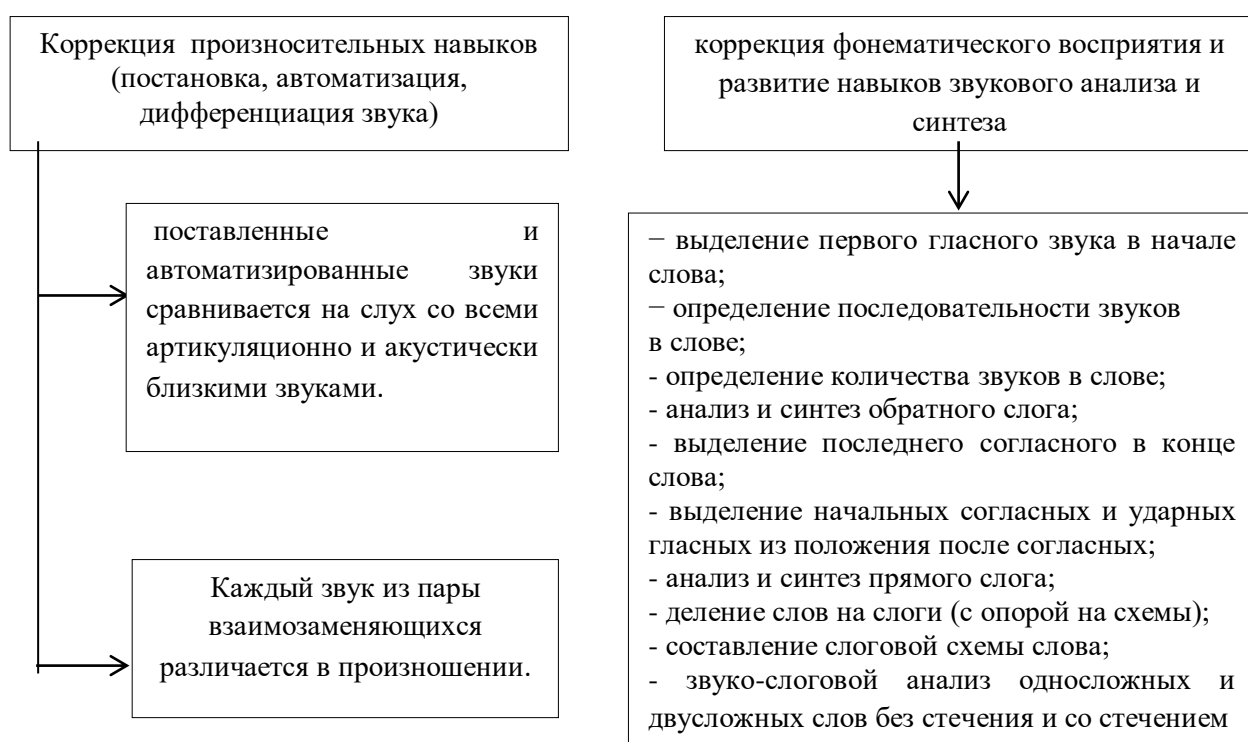 Коррекция произносительных навыков
(постановка, автоматизация,
дифференциация звука)
поставленные и
автоматизированные звуки
сравнивается на слух со всеми
артикуляционно и акустически
близкими звуками.
Каждый звук из пары
взаимозаменяющихся
различается в произношении.
коррекция фонематического восприятия и
развитие навыков звукового анализа и
синтеза
− выделение первого гласного звука в начале
слова;
− определение последовательности звуков
в слове;
- определение количества звуков в слове;
- анализ и синтез обратного слога;
- выделение последнего согласного в конце
слова;
- выделение начальных согласных и ударных
гласных из положения после согласных;
- анализ и синтез прямого слога;
- деление слов на слоги (с опорой на схемы);
- составление слоговой схемы слова;
- звуко-слоговой анализ односложных и
двусложных слов без стечения и со стечением